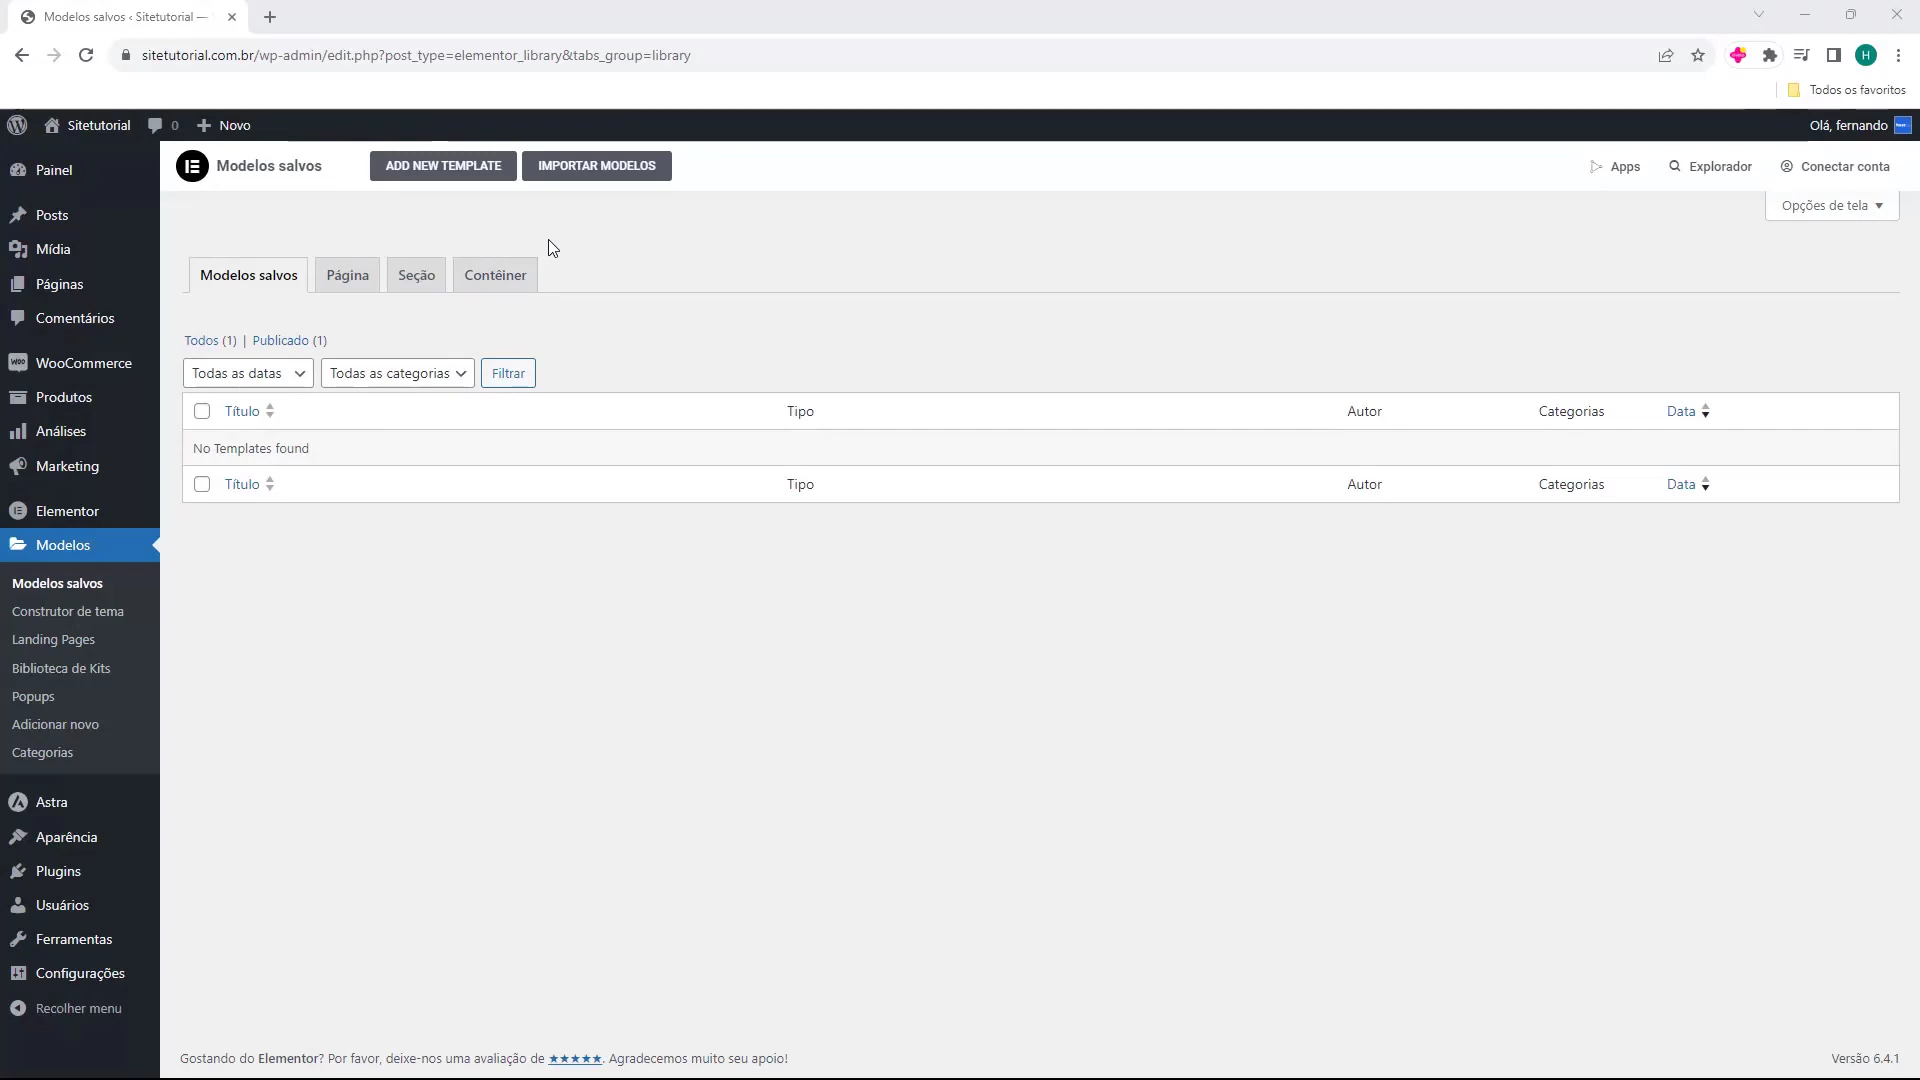 Modelos salvos ‹ Sitetutorial —
sitetutorial.com.br/wp-admin/edit.php?post_type=elementor_library&tabs_group=library
H
Todos os favoritos
Sitetutorial 0 Novo
Olá, fernando
Modelos salvos ADD NEW TEMPLATE IMPORTAR MODELOS
Apps Explorador Conectar conta
Opções de tela
Painel
Posts
Mídia
Páginas
Comentários
WooCommerce
Produtos
Análises
Marketing
Elementor
Modelos
Modelos salvos
Construtor de tema
Landing Pages
Biblioteca de Kits
Popups
Adicionar novo
Categorias
Astra
Aparência
Plugins
Usuários
Ferramentas
Configurações
Recolher menu
Modelos salvos Página Seção Contêiner
Todos (1) | Publicado (1)
Todas as datas Todas as categorias Filtrar
Título Tipo Autor Categorias Data
No Templates found
Título Tipo Autor Categorias Data
Gostando do Elementor? Por favor, deixe-nos uma avaliação de ★★★★★. Agradecemos muito seu apoio!
Versão 6.4.1